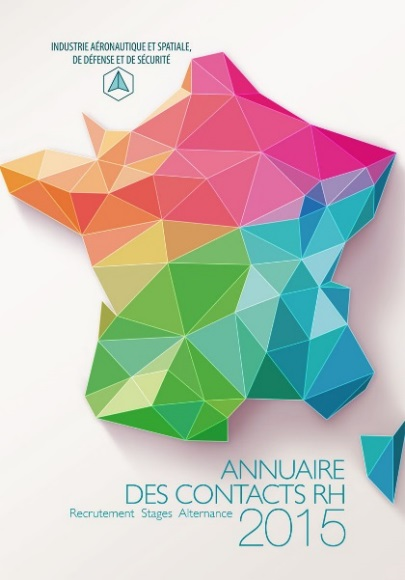 INDUSTRIE AÉRONAUTIQUE ET SPATIALE,
DE DÉFENSE ET DE SÉCURITÉ
ANNUAIRE
DES CONTACTS RH
Recrutement Stages Alternance
2015